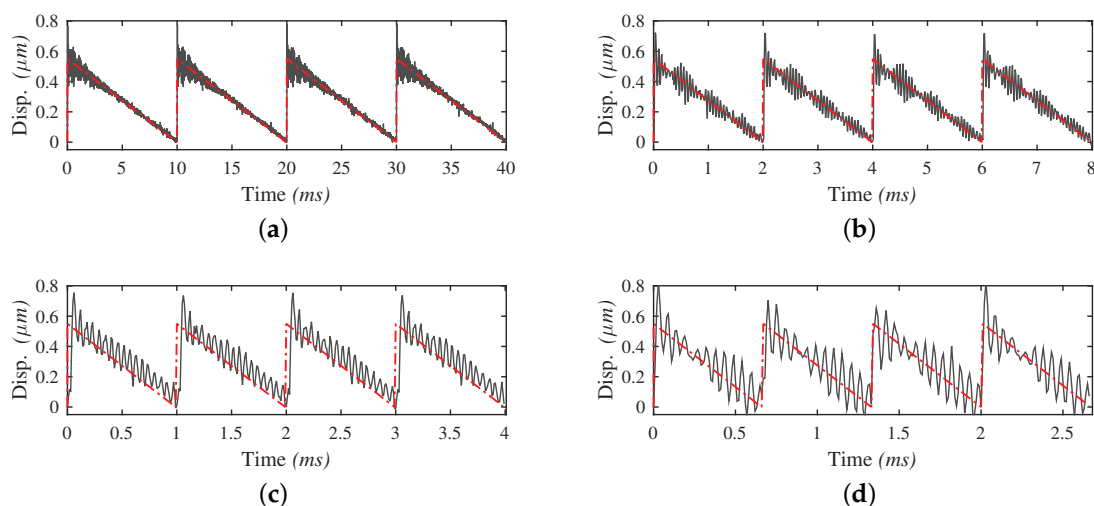 0.8
0.6
0.4
0.2
0
Disp. (μm)
0 5 10 15 20 25 30 35 40
Time (ms)
(a)
0.8
0.6
0.4
0.2
0
Disp. (μm)
0 1 2 3 4 5 6 7 8
Time (ms)
(b)
0.8
0.6
0.4
0.2
0
Disp. (μm)
0 0.5 1 1.5 2 2.5 3 3.5 4
Time (ms)
(c)
0.8
0.6
0.4
0.2
0
Disp. (μm)
0 0.5 1 1.5 2 2.5
Time (ms)
(d)